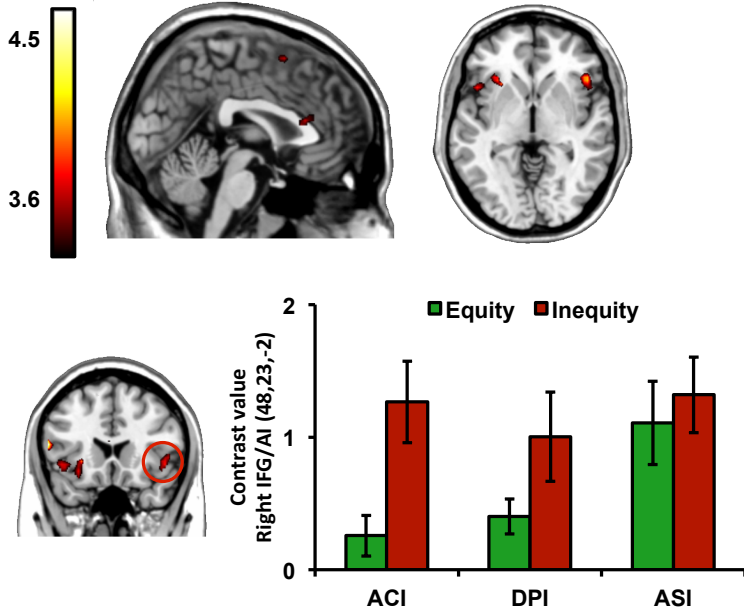 4.5
3.6
2
Equity Inequity
Contrast value
Right IFG/AI (48,23,-2)
1
0
ACI DPI ASI